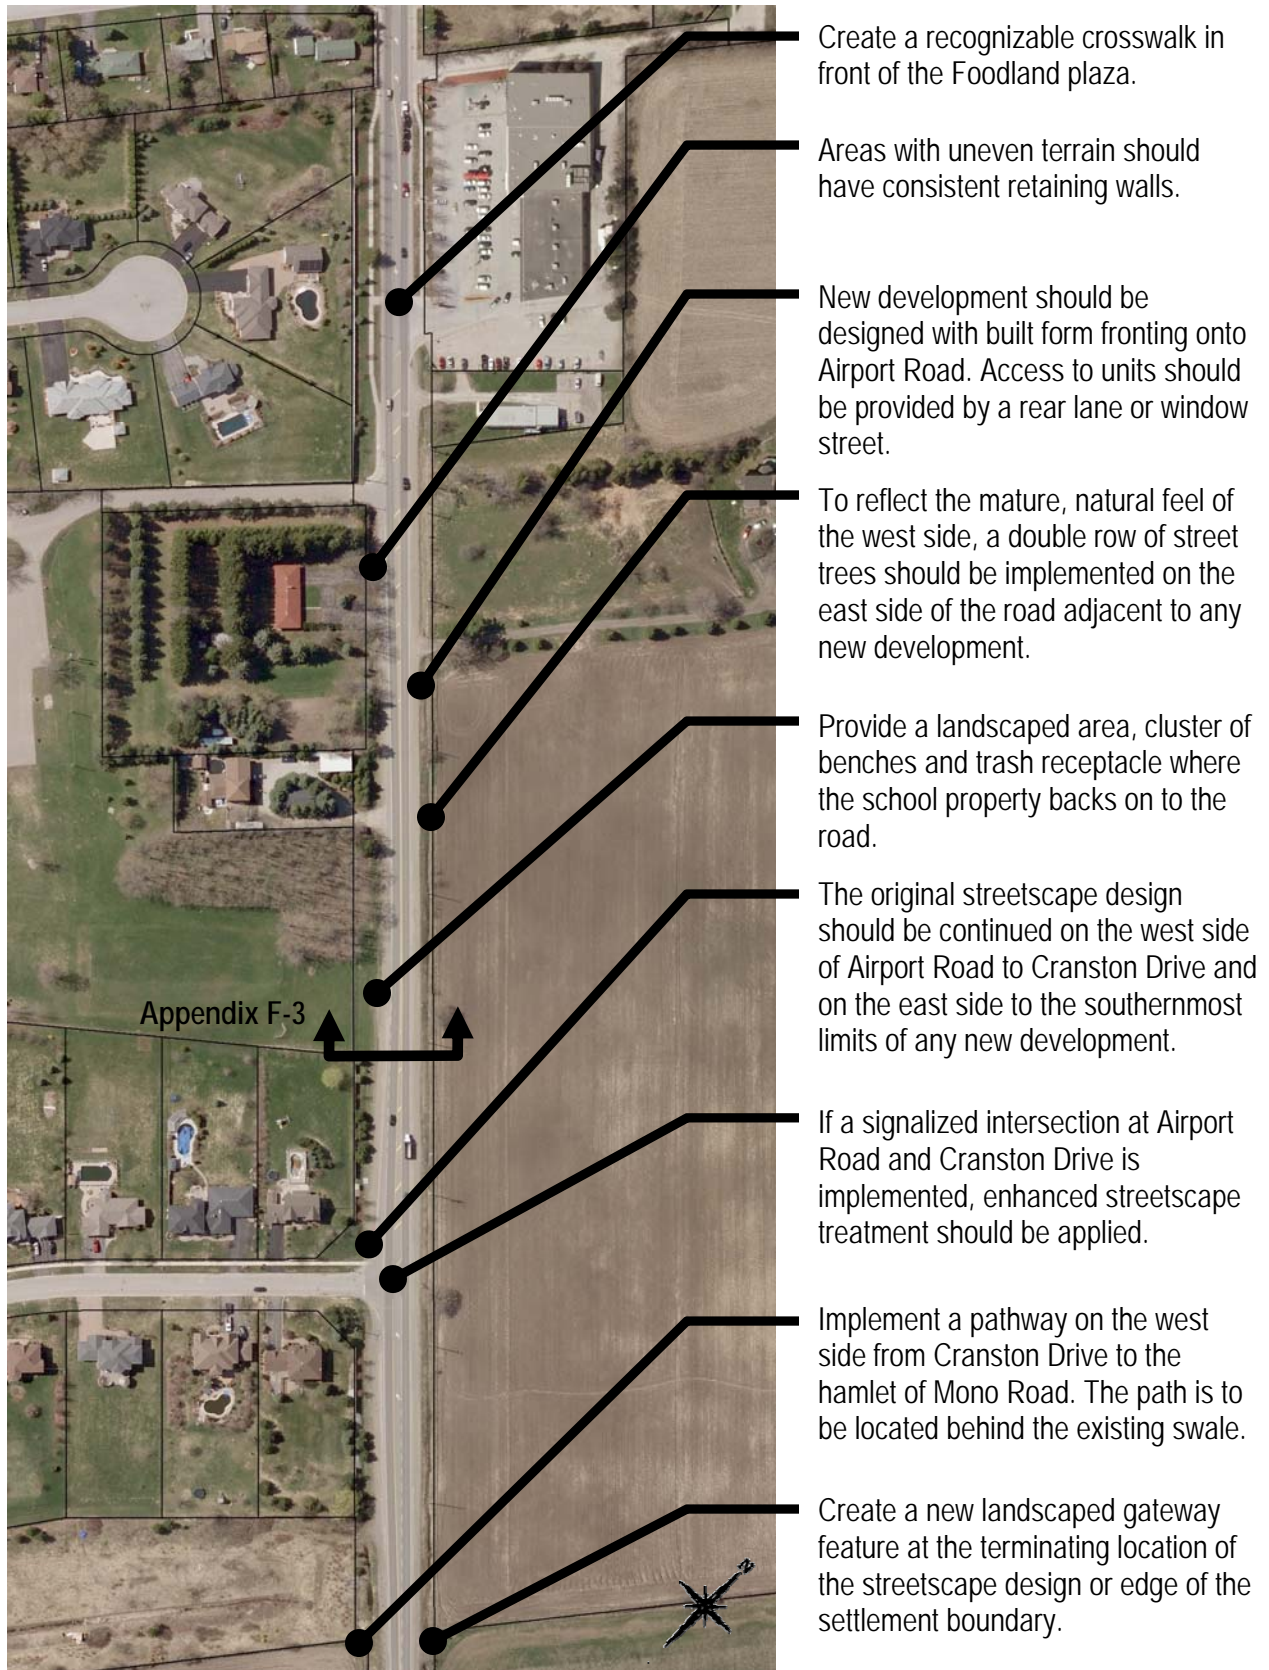 Create a recognizable crosswalk in
front of the Foodland plaza.
Areas with uneven terrain should
have consistent retaining walls.
New development should be
designed with built form fronting onto
Airport Road. Access to units should
be provided by a rear lane or window
street.
To reflect the mature, natural feel of
the west side, a double row of street
trees should be implemented on the
east side of the road adjacent to any
new development.
Provide a landscaped area, cluster of
benches and trash receptacle where
the school property backs on to the
road.
The original streetscape design
should be continued on the west side
of Airport Road to Cranston Drive and
on the east side to the southernmost
limits of any new development.
Appendix F-3
If a signalized intersection at Airport
Road and Cranston Drive is
implemented, enhanced streetscape
treatment should be applied.
Implement a pathway on the west
side from Cranston Drive to the
hamlet of Mono Road. The path is to
be located behind the existing swale.
Create a new landscaped gateway
feature at the terminating location of
the streetscape design or edge of the
settlement boundary.
N